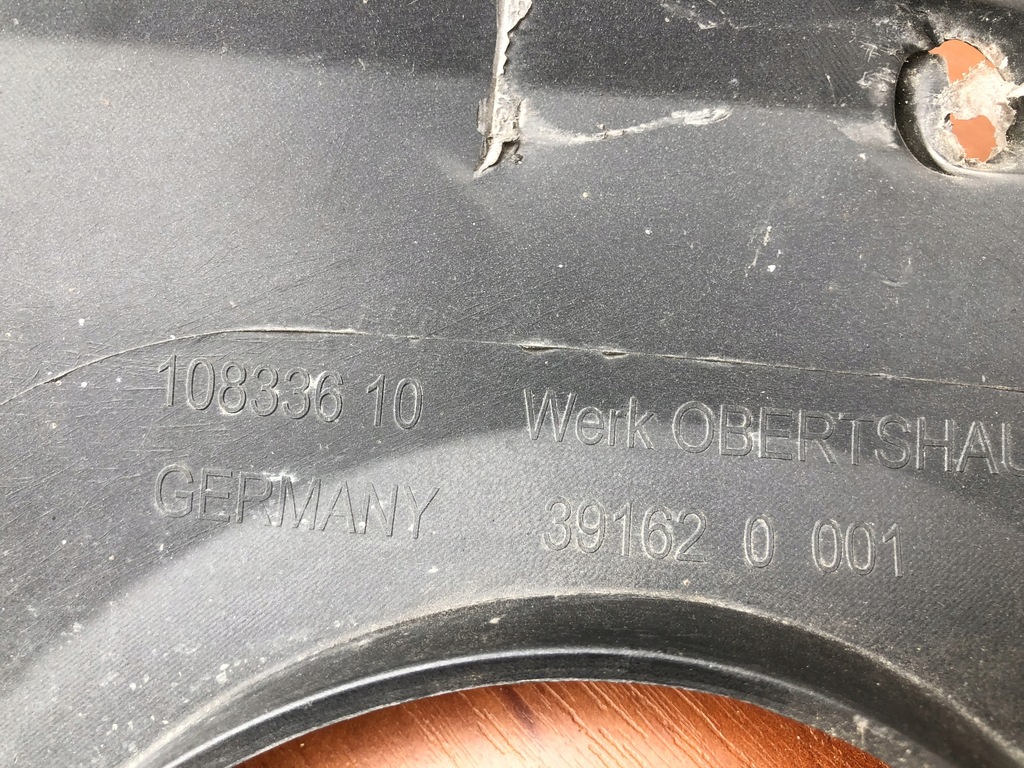 108336 10
GERMANY
Werk OBERTSHAU
39162 0 001